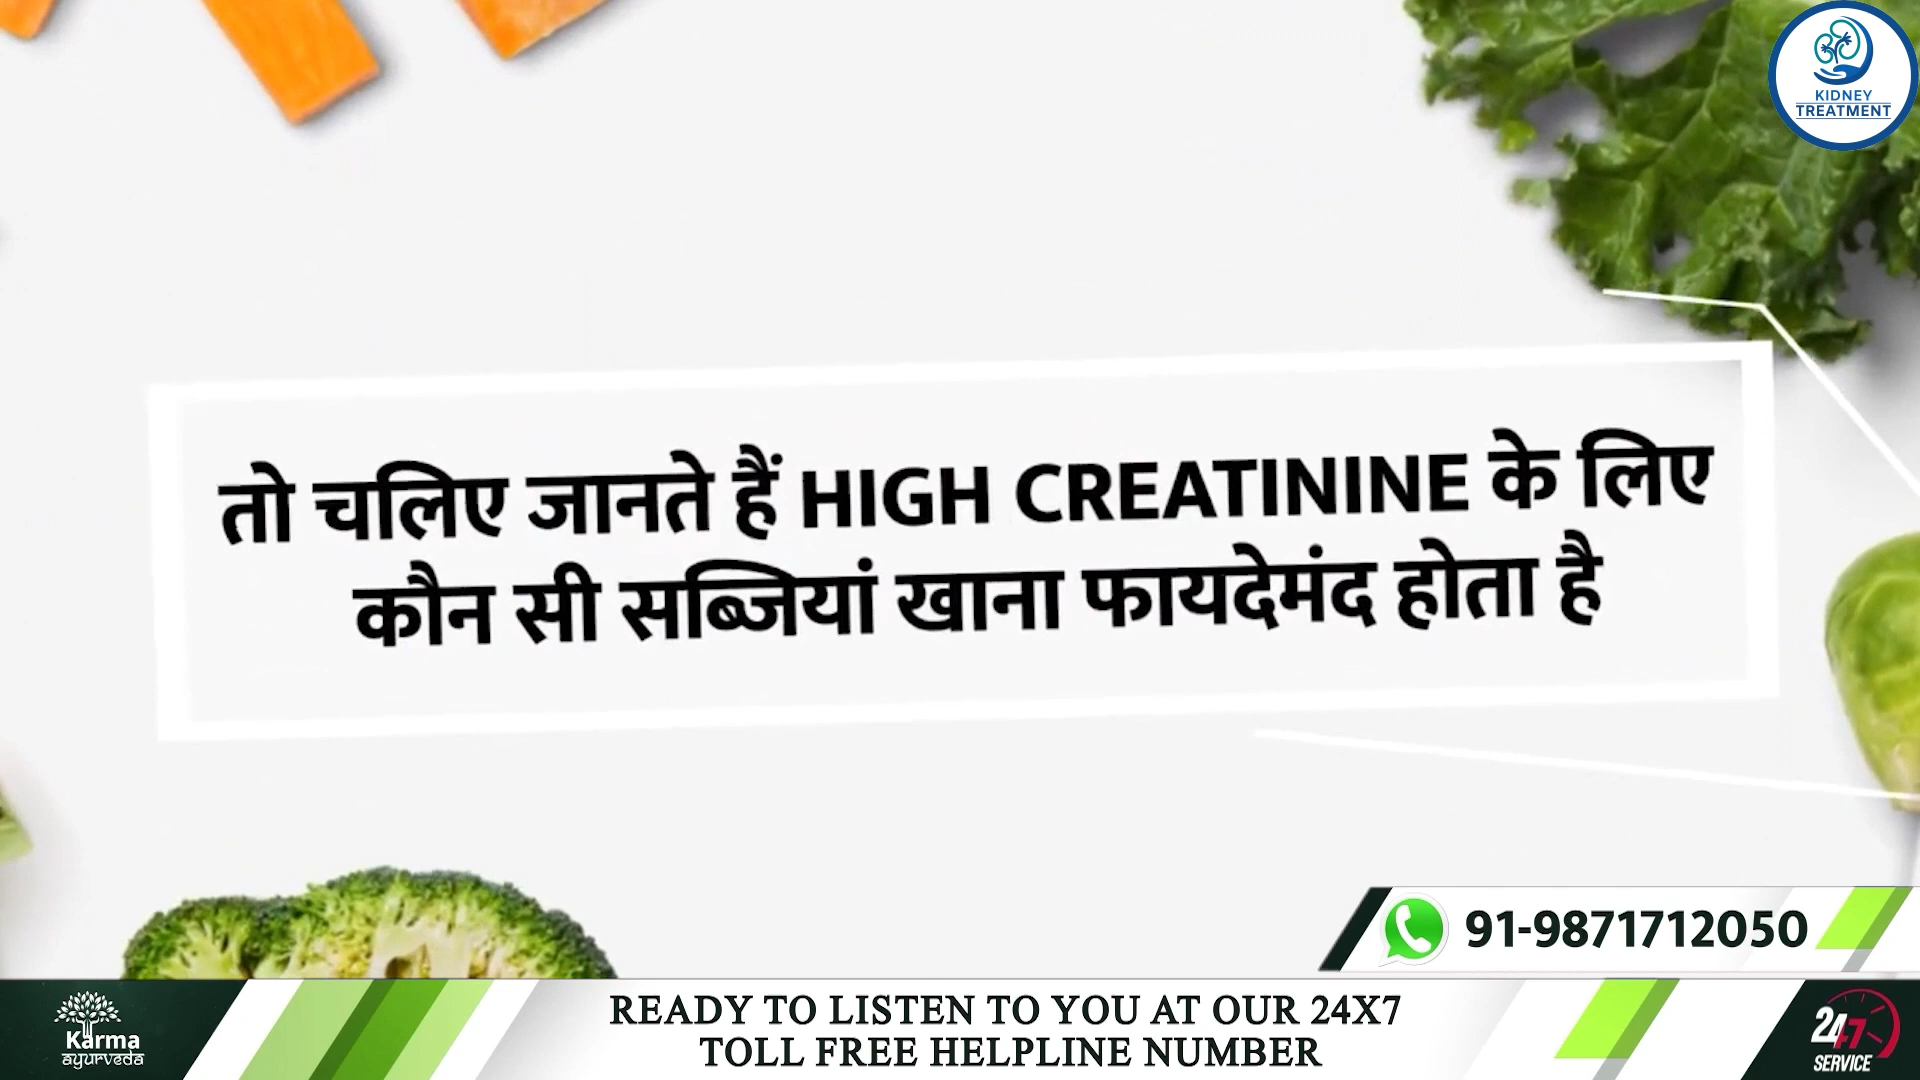 KIDNEY
TREATMENT
तो चलिए जानते हैं HIGH CREATININE के लिए
कौन सी सब्जियां खाना फायदेमंद होता है
91-9871712050
Karma
ayurveda
READY TO LISTEN TO YOU AT OUR 24X7
TOLL FREE HELPLINE NUMBER
24
7
SERVICE